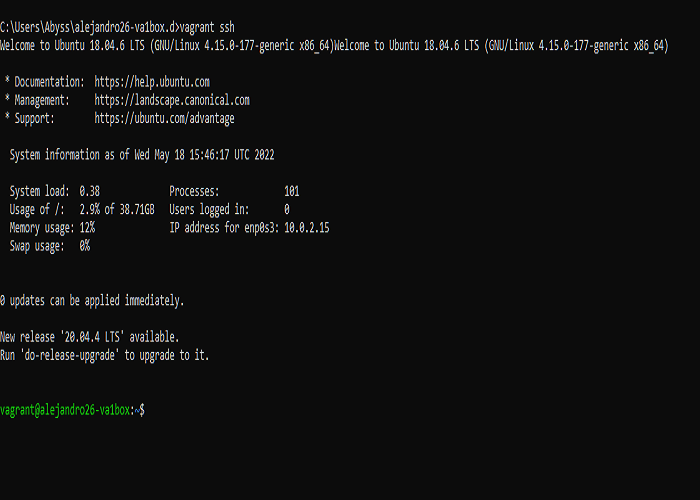 C:\Users\Abyss\alejandro26-va1box.d>vagrant ssh
Welcome to Ubuntu 18.04.6 LTS (GNU/Linux 4.15.0-177-generic x86_64)Welcome to Ubuntu 18.04.6 LTS (GNU/Linux 4.15.0-177-generic x86_64)
* Documentation: https://help.ubuntu.com
* Management: https://landscape.canonical.com
* Support: https://ubuntu.com/advantage
System information as of Wed May 18 15:46:17 UTC 2022
System load: 0.38 Processes: 101
Usage of /: 2.9% of 38.71GB Users logged in: 0
Memory usage: 12% IP address for enp0s3: 10.0.2.15
Swap usage: 0%
0 updates can be applied immediately.
New release '20.04.4 LTS' available.
Run 'do-release-upgrade' to upgrade to it.
vagrant@alejandro26-va1box:~$